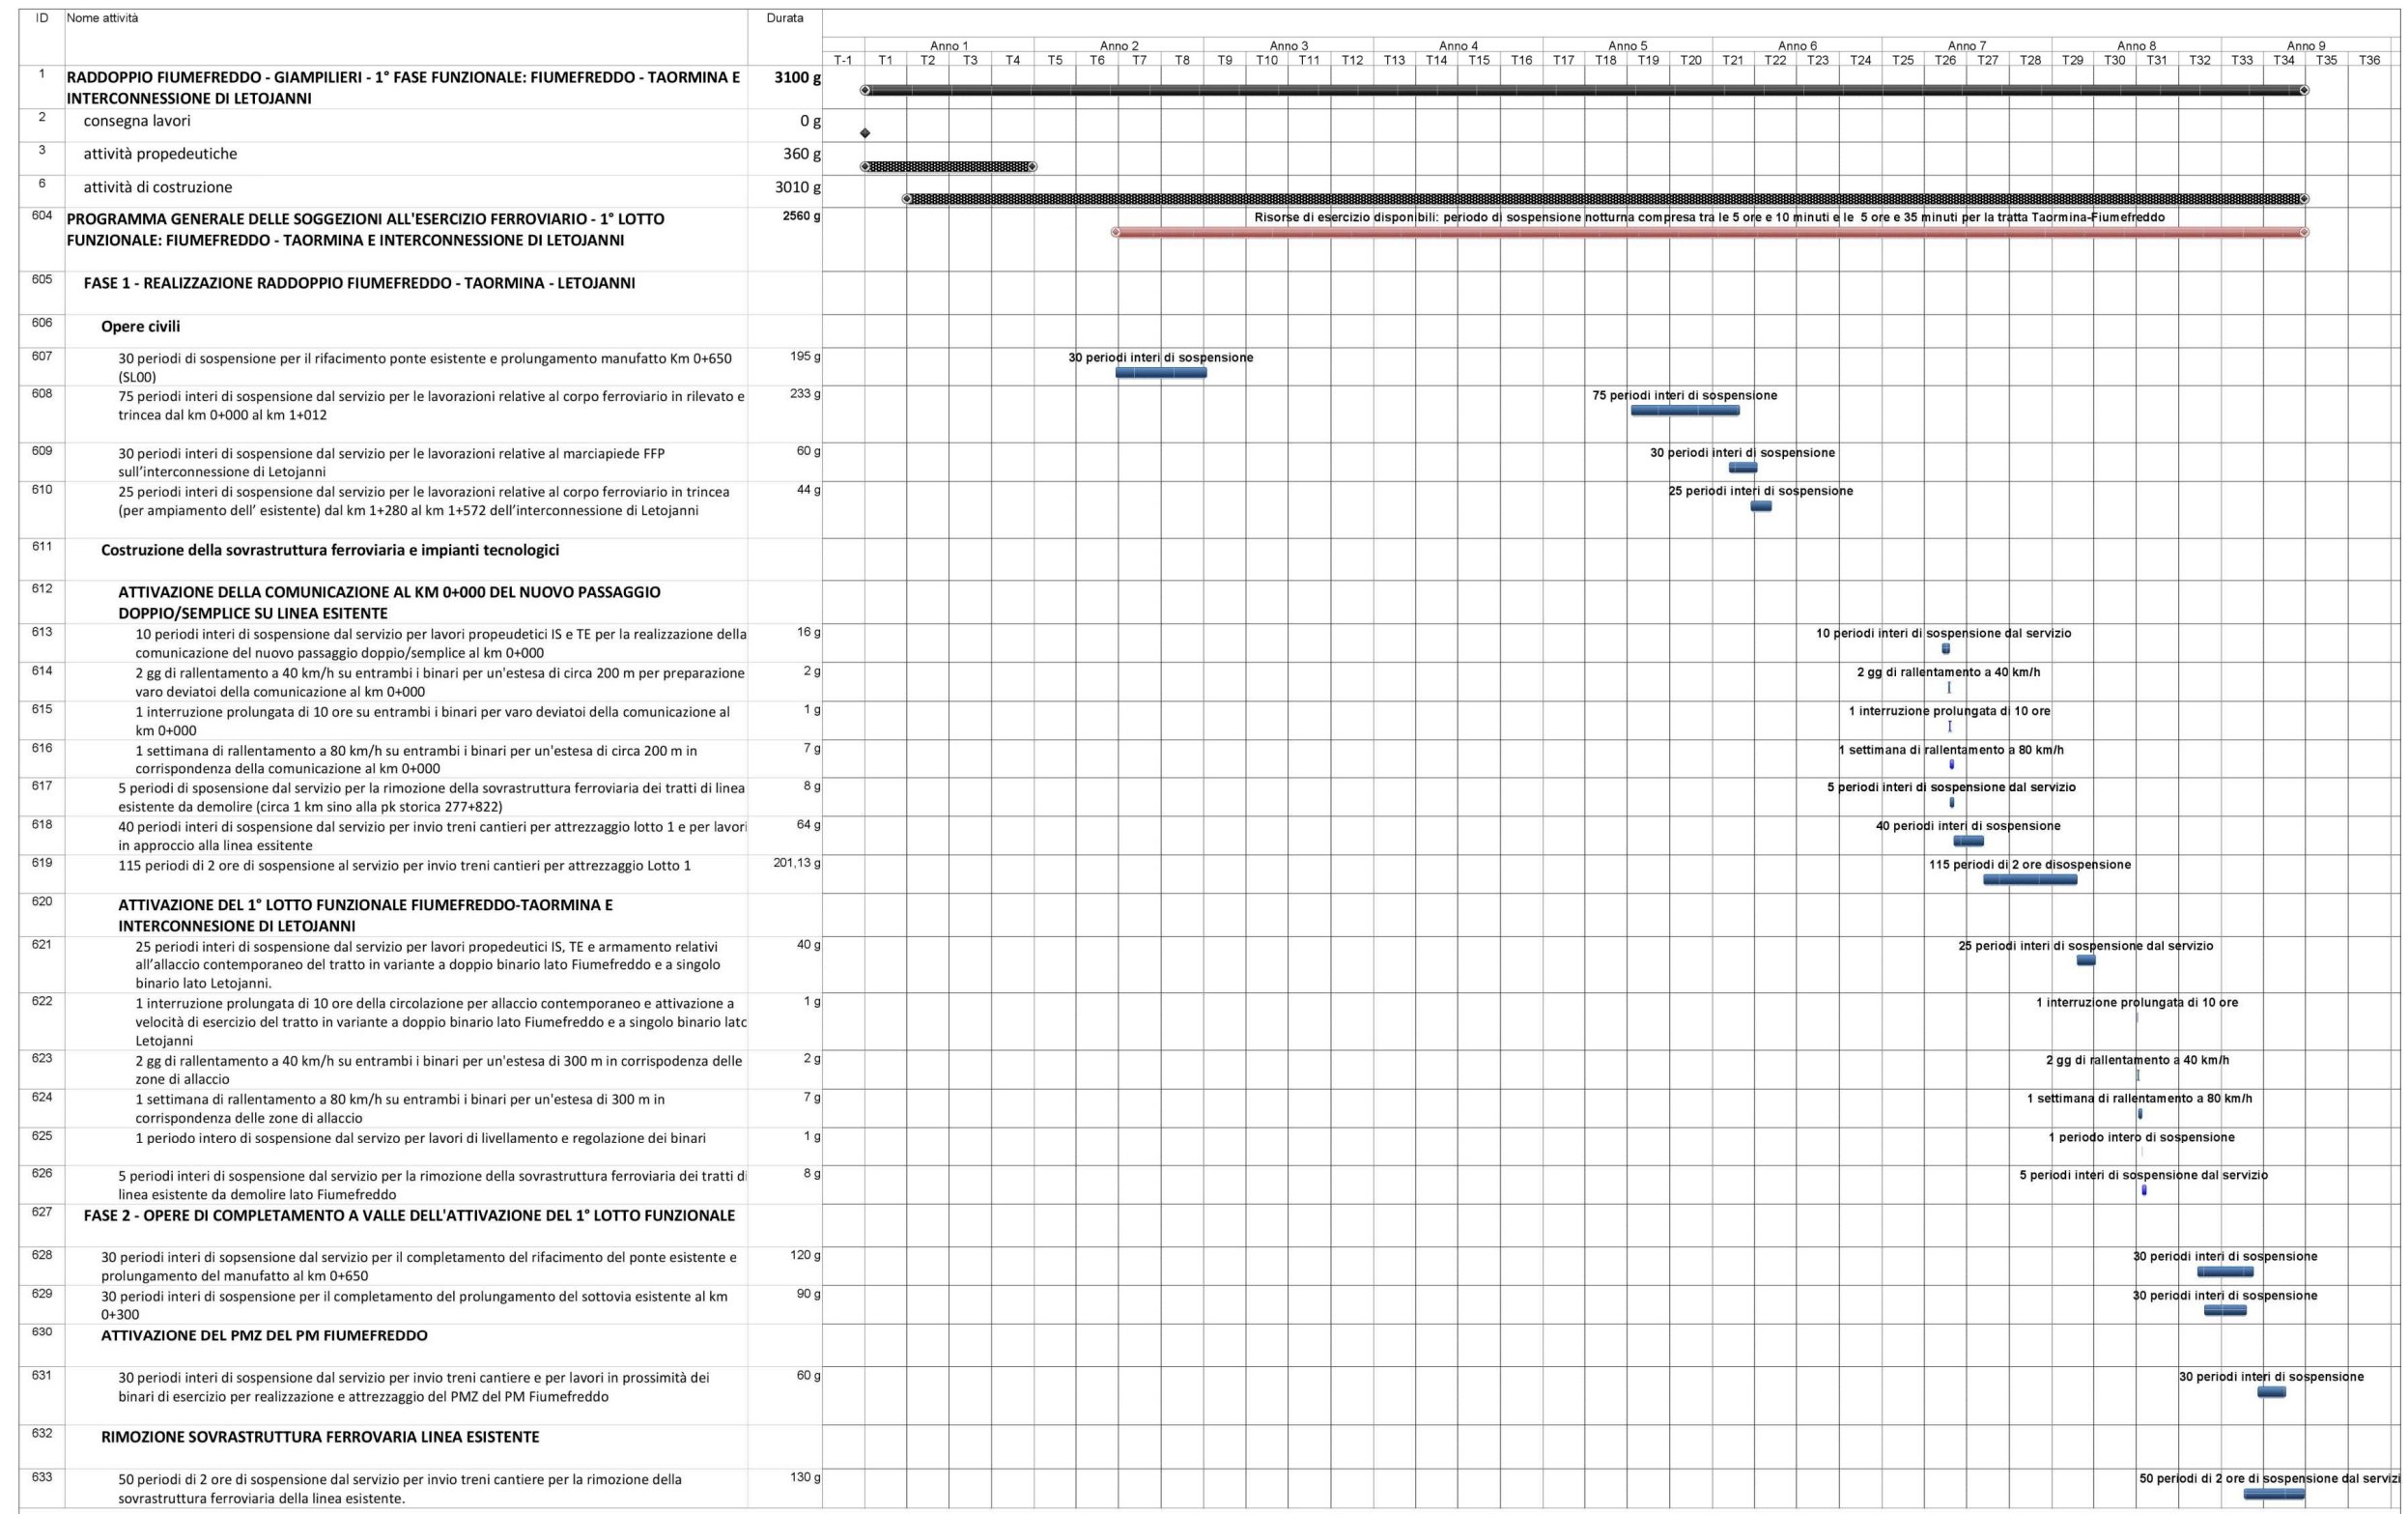 ID Nome attività Durata
Anno 1 Anno 2 Anno 3 Anno 4 Anno 5 Anno 6 Anno 7 Anno 8 Anno 9
T-1 T1 T2 T3 T4 T5 T6 T7 T8 T9 T10 T11 T12 T13 T14 T15 T16 T17 T18 T19 T20 T21 T22 T23 T24 T25 T26 T27 T28 T29 T30 T31 T32 T33 T34 T35 T36
1 RADDOPPIO FIUMEFREDDO - GIAMPILIERI - 1° FASE FUNZIONALE: FIUMEFREDDO - TAORMINA E 3100 g
INTERCONNESSIONE DI LETOJANNI
2 consegna lavori 0 g
3 attività propedeutiche 360 g
6 attività di costruzione 3010 g
604 PROGRAMMA GENERALE DELLE SOGGEZIONI ALL'ESERCIZIO FERROVIARIO - 1° LOTTO 2560 g Risorse di esercizio disponibili: periodo di sospensione notturna compresa tra le 5 ore e 10 minuti e le 5 ore e 35 minuti per la tratta Taormina-Fiumefreddo
FUNZIONALE: FIUMEFREDDO - TAORMINA E INTERCONNESSIONE DI LETOJANNI
605 FASE 1 - REALIZZAZIONE RADDOPPIO FIUMEFREDDO - TAORMINA - LETOJANNI
606 Opere civili
607 30 periodi di sospensione per il rifacimento ponte esistente e prolungamento manufatto Km 0+650 195 g 30 periodi interi di sospensione
(SL00)
608 75 periodi interi di sospensione dal servizio per le lavorazioni relative al corpo ferroviario in rilevato e 233 g 75 periodi interi di sospensione
trincea dal km 0+000 al km 1+012
609 30 periodi interi di sospensione dal servizio per le lavorazioni relative al marciapiede FFP 60 g 30 periodi interi di sospensione
sull'interconnessione di Letojanni
610 25 periodi interi di sospensione dal servizio per le lavorazioni relative al corpo ferroviario in trincea 44 g 25 periodi interi di sospensione
(per ampiamento dell' esistente) dal km 1+280 al km 1+572 dell'interconnessione di Letojanni
611 Costruzione della sovrastruttura ferroviaria e impianti tecnologici
612 ATTIVAZIONE DELLA COMUNICAZIONE AL KM 0+000 DEL NUOVO PASSAGGIO
DOPPIO/SEMPLICE SU LINEA ESITENTE
613 10 periodi interi di sospensione dal servizio per lavori propeudetici IS e TE per la realizzazione della 16 g 10 periodi interi di sospensione dal servizio
comunicazione del nuovo passaggio doppio/semplice al km 0+000
614 2 gg di rallentamento a 40 km/h su entrambi i binari per un'estesa di circa 200 m per preparazione 2 g 2 gg di rallentamento a 40 km/h
varo deviatoi della comunicazione al km 0+000
615 1 interruzione prolungata di 10 ore su entrambi i binari per varo deviatoi della comunicazione al 1 g 1 interruzione prolungata di 10 ore
km 0+000
616 1 settimana di rallentamento a 80 km/h su entrambi i binari per un'estesa di circa 200 m in 7 g 1 settimana di rallentamento a 80 km/h
corrispondenza della comunicazione al km 0+000
617 5 periodi di sposensione dal servizio per la rimozione della sovrastruttura ferroviaria dei tratti di linea 8 g 5 periodi interi di sospensione dal servizio
esistente da demolire (circa 1 km sino alla pk storica 277+822)
618 40 periodi interi di sospensione dal servizio per invio treni cantieri per attrezzaggio lotto 1 e per lavori 64 g 40 periodi interi di sospensione
in approccio alla linea essitente
619 115 periodi di 2 ore di sospensione al servizio per invio treni cantieri per attrezzaggio Lotto 1 201,13 g 115 periodi di 2 ore disospensione
620 ATTIVAZIONE DEL 1° LOTTO FUNZIONALE FIUMEFREDDO-TAORMINA E
INTERCONNESIONE DI LETOJANNI
621 25 periodi interi di sospensione dal servizio per lavori propedeutici IS, TE e armamento relativi 40 g 25 periodi interi di sospensione dal servizio
all'allaccio contemporaneo del tratto in variante a doppio binario lato Fiumefreddo e a singolo
binario lato Letojanni.
622 1 interruzione prolungata di 10 ore della circolazione per allaccio contemporaneo e attivazione a 1 g 1 interruzione prolungata di 10 ore
velocità di esercizio del tratto in variante a doppio binario lato Fiumefreddo e a singolo binario latc
Letojanni
623 2 gg di rallentamento a 40 km/h su entrambi i binari per un'estesa di 300 m in corrispodenza delle 2 g 2 gg di rallentamento a 40 km/h
zone di allaccio
624 1 settimana di rallentamento a 80 km/h su entrambi i binari per un'estesa di 300 m in 7 g 1 settimana di rallentamento a 80 km/h
corrispondenza delle zone di allaccio
625 1 periodo intero di sospensione dal servizo per lavori di livellamento e regolazione dei binari 1 g 1 periodo intero di sospensione
626 5 periodi interi di sospensione dal servizio per la rimozione della sovrastruttura ferroviaria dei tratti di 8 g 5 periodi interi di sospensione dal servizio
linea esistente da demolire lato Fiumefreddo
627 FASE 2 - OPERE DI COMPLETAMENTO A VALLE DELL'ATTIVAZIONE DEL 1° LOTTO FUNZIONALE
628 30 periodi interi di sopsensione dal servizio per il completamento del rifacimento del ponte esistente e 120 g 30 periodi interi di sospensione
prolungamento del manufatto al km 0+650
629 30 periodi interi di sospensione per il completamento del prolungamento del sottovia esistente al km 90 g 30 periodi interi di sospensione
0+300
630 ATTIVAZIONE DEL PMZ DEL PM FIUMEFREDDO
631 30 periodi interi di sospensione dal servizio per invio treni cantiere e per lavori in prossimità dei 60 g 30 periodi interi di sospensione
binari di esercizio per realizzazione e attrezzaggio del PMZ del PM Fiumefreddo
632 RIMOZIONE SOVRASTRUTTURA FERROVARIA LINEA ESISTENTE
633 50 periodi di 2 ore di sospensione dal servizio per invio treni cantiere per la rimozione della 130 g 50 periodi di 2 ore di sospensione dal servizi
sovrastruttura ferroviaria della linea esistente.